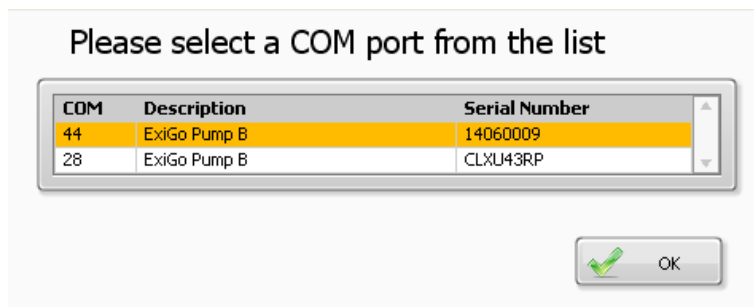 Please select a COM port from the list
COM Description Serial Number
44 ExiGo Pump B 14060009
28 ExiGo Pump B CLXU43RP
OK